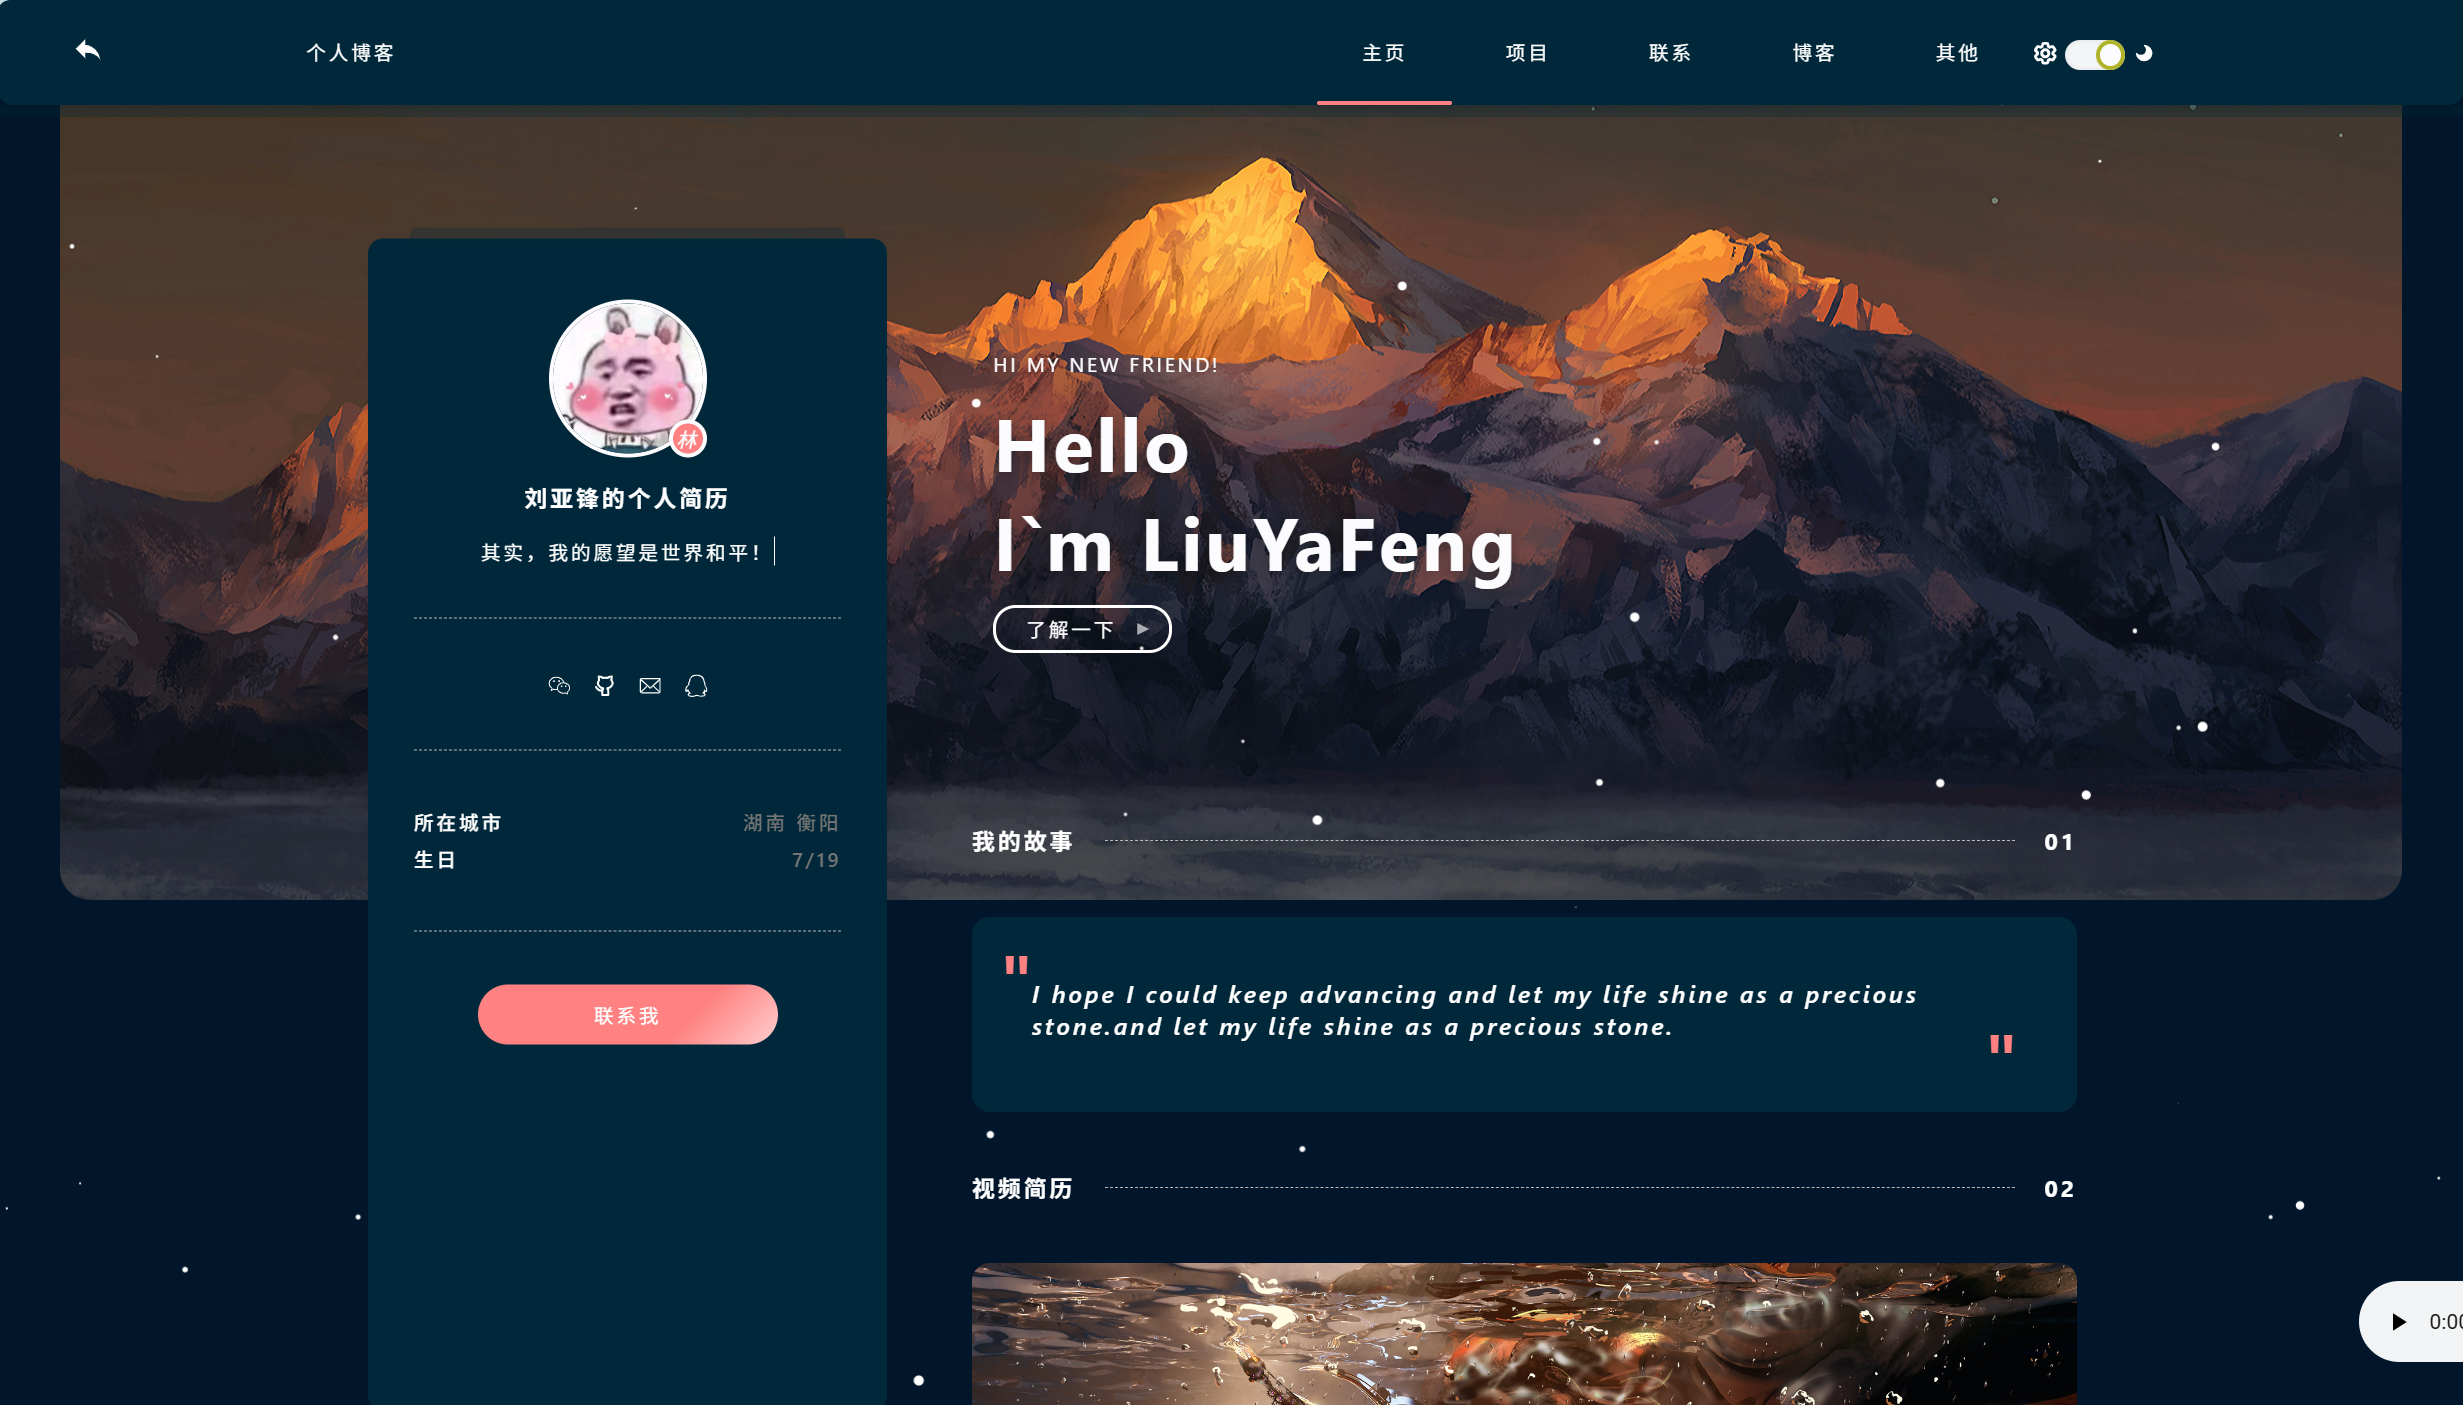 个人博客
主页
项目
联系
博客
其他
林
刘亚锋的个人简历
其实，我的愿望是世界和平！
所在城市 湖南 衡阳
生日 7/19
联系我
HI MY NEW FRIEND!
Hello
I`m LiuYaFeng
了解一下
我的故事 01
"
I hope I could keep advancing and let my life shine as a precious
stone.and let my life shine as a precious stone.
"
视频简历 02